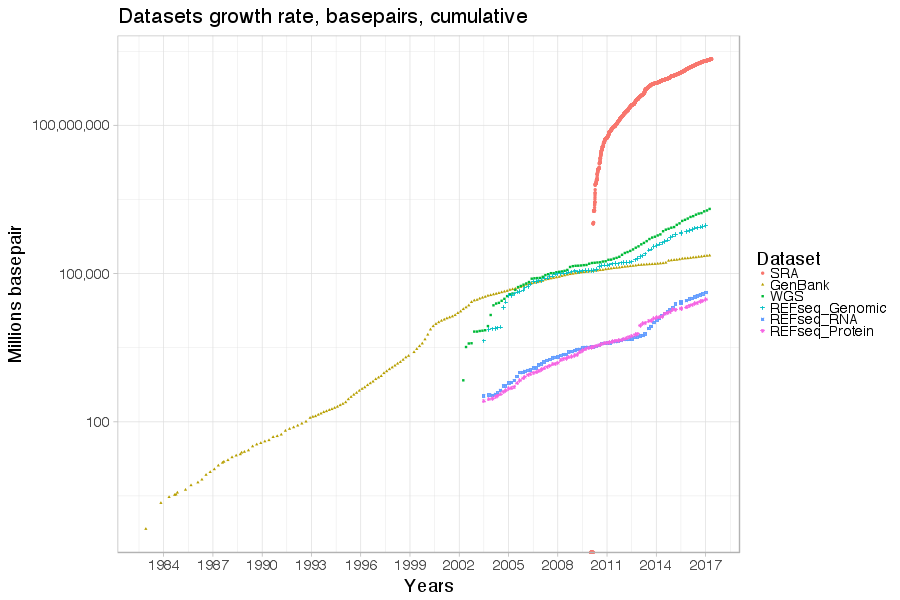 Datasets growth rate, basepairs, cumulative
Millions basepair
100,000,000
100,000
100
1984 1987 1990 1993 1996 1999 2002 2005 2008 2011 2014 2017
Years
Dataset
SRA
GenBank
WGS
REFseq_Genomic
REFseq_RNA
REFseq_Protein